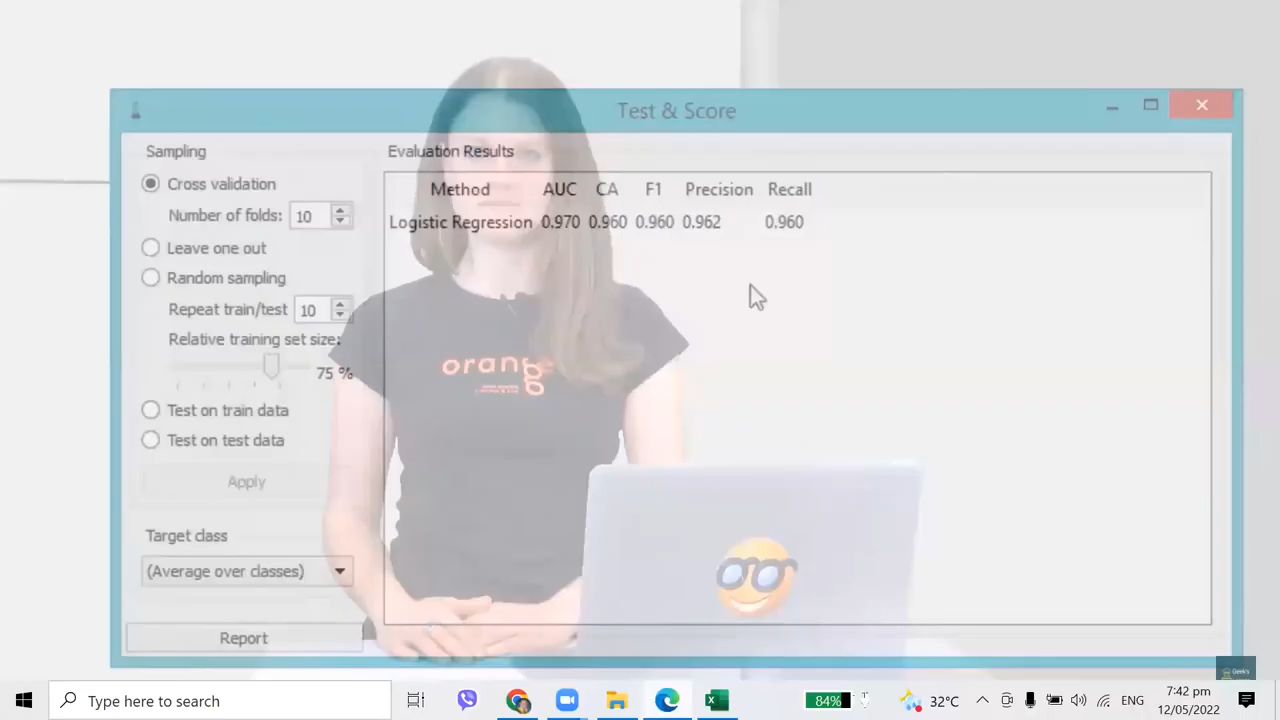 Test & Score
Sampling
Cross validation
Number of folds: 10
Leave one out
Random sampling
Repeat train/test 10
Relative training set size:
75 %
Test on train data
Test on test data
Apply
Target class
(Average over classes)
Report
Evaluation Results
Method AUC CA F1 Precision Recall
Logistic Regression 0.970 0.960 0.960 0.962 0.960
orange
Geek's
Type here to search
84%
32°C
ENG
7:42 pm
12/05/2022